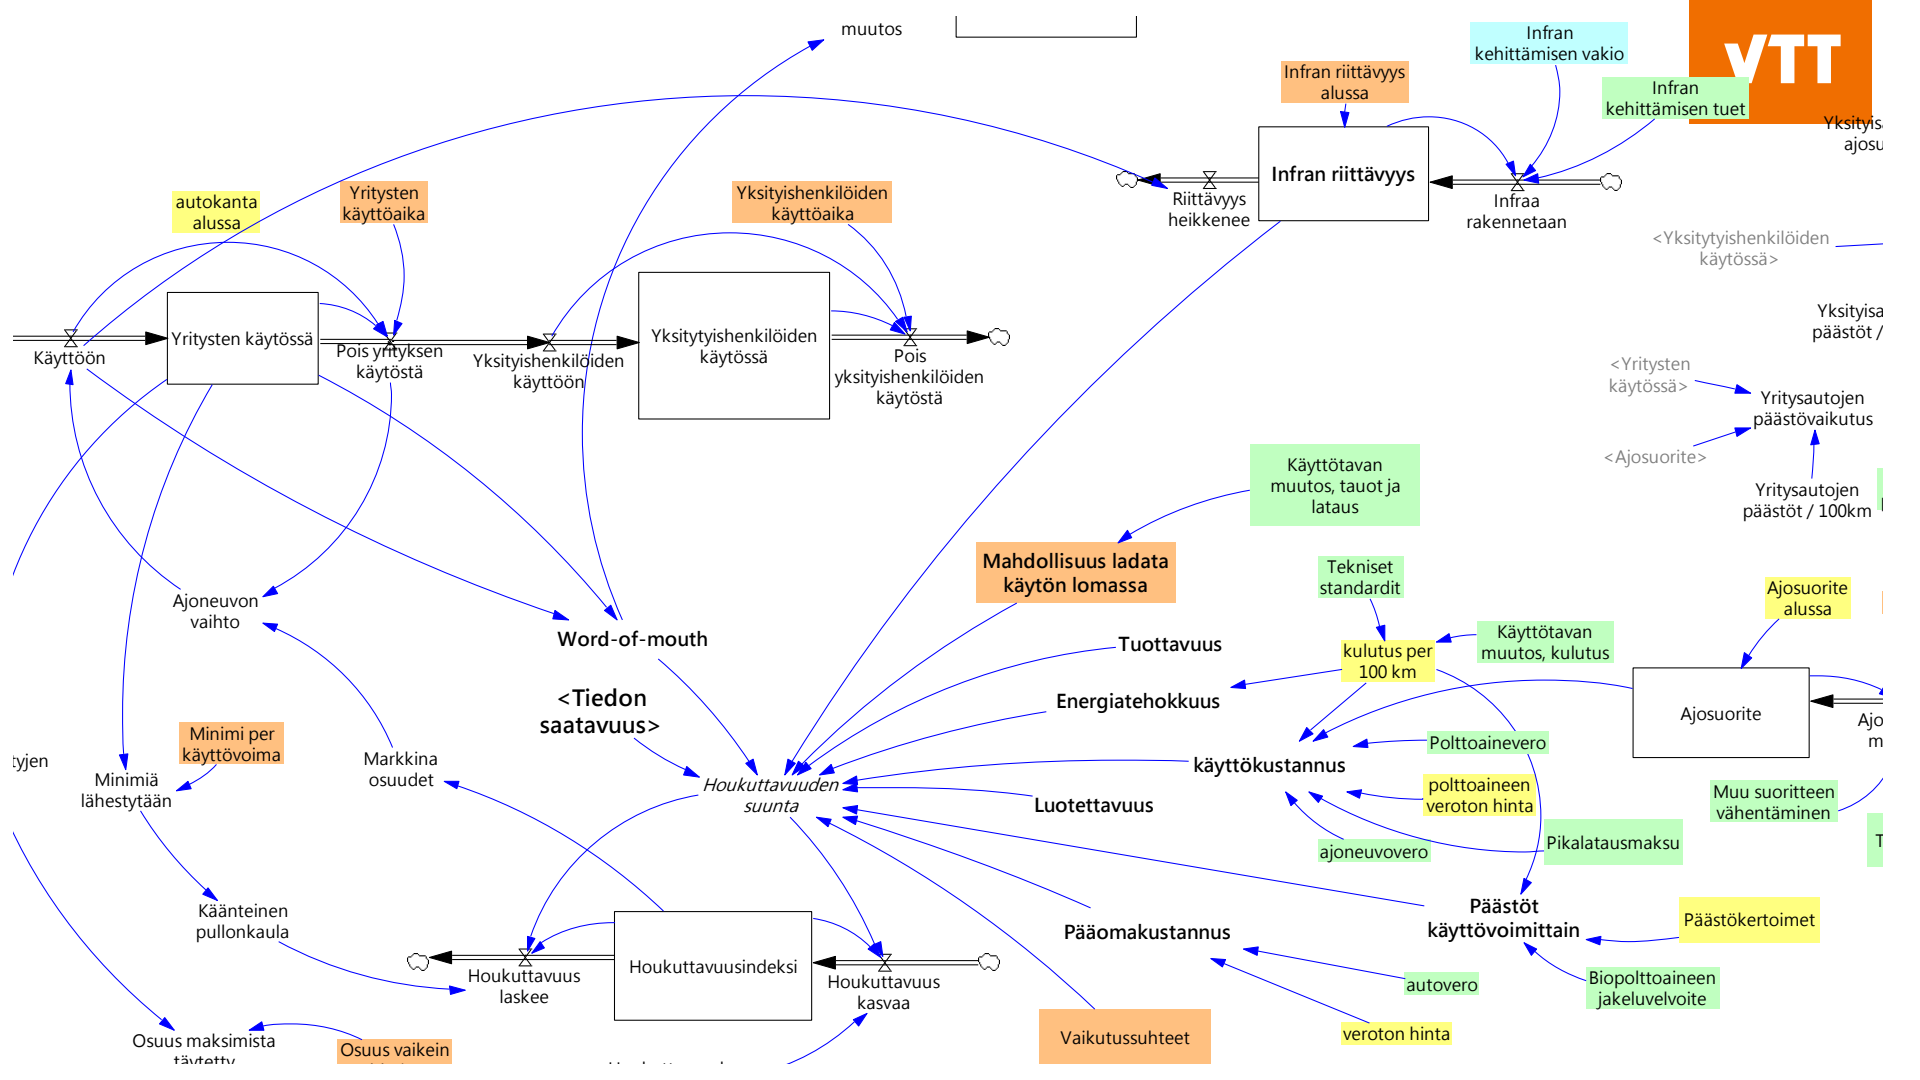 muutos
VTT
Infran
kehittämisen vakio
Infran riittävyys
alussa
Infran
kehittämisen tuet
Infran riittävyys
Riittävyys
heikkenee
Infraa
rakennetaan
autokanta
alussa
Yritysten
käyttöaika
Yksityishenkilöiden
käyttöaika
<Yksitytyishenkilöiden
käytössä>
Käyttöön
Yritysten käytössä
Pois yrityksen
käytöstä
Yksityishenkilöiden
käyttöön
Yksitytyishenkilöiden
käytössä
Pois
yksityishenkilöiden
käytöstä
päästöt /
<Yritysten
käytössä>
Yritysautojen
päästövaikutus
<Ajosuorite>
Yritysautojen
päästöt / 100km
Käyttötavan
muutos, tauot ja
lataus
Mahdollisuus ladata
käytön lomassa
Tekniset
standardit
Ajosuorite
alussa
Ajoneuvon
vaihto
Word-of-mouth
Tuottavuus
kulutus per
100 km
Käyttötavan
muutos, kulutus
<Tiedon
saatavuus>
Energiatehokkuus
Ajosuorite
Minimi per
käyttövoima
Markkina
osuudet
Minimiä
lähestytään
Houkuttavuuden
suunta
Polttoainevero
käyttökustannus
polttoaineen
veroton hinta
Luotettavuus
Muu suoritteen
vähentäminen
ajoneuvovero
Pikalatausmaksu
Käänteinen
pullonkaula
Pääomakustannus
Päästöt
käyttövoimittain
Päästökertoimet
Houkuttavuus
laskee
Houkuttavuusindeksi
Houkuttavuus
kasvaa
autovero
Biopolttoaineen
jakeluvelvoite
Osuus maksimista
täytetty
Osuus vaikein
Vaikutussuhteet
veroton hinta